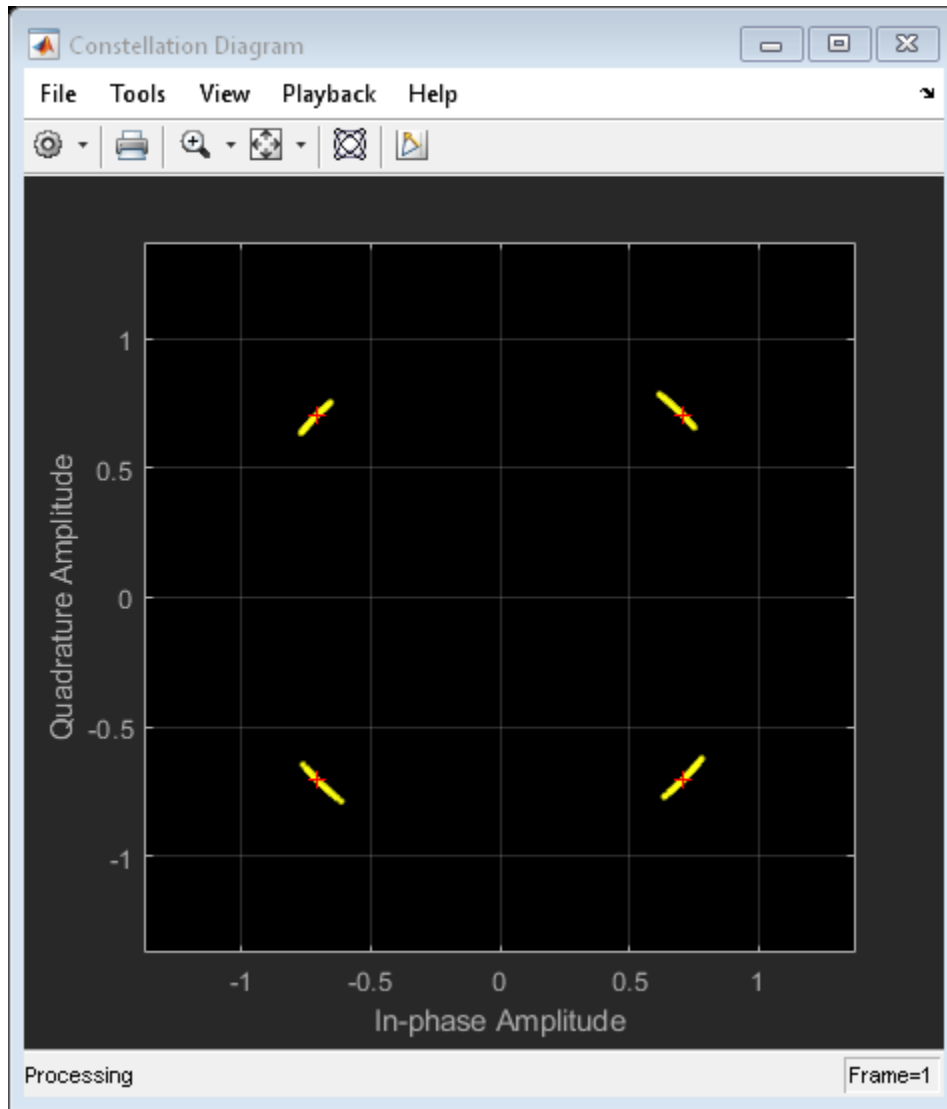 Constellation Diagram
File Tools View Playback Help
1
0.5
0
-0.5
-1
Quadrature Amplitude
-1 -0.5 0 0.5 1
In-phase Amplitude
Processing Frame=1